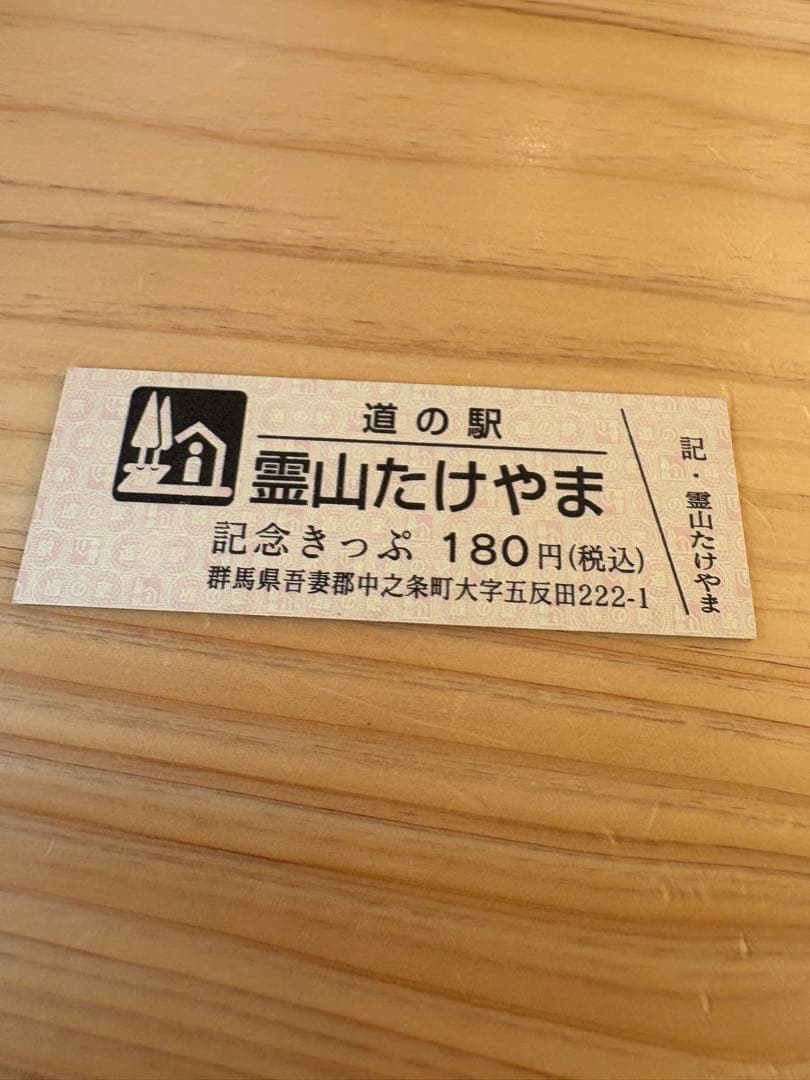 道の駅
霊山たけやま
記念きっぷ 180円(税込)
群馬県吾妻郡中之条町大字五反田222-1
記・霊山たけやま